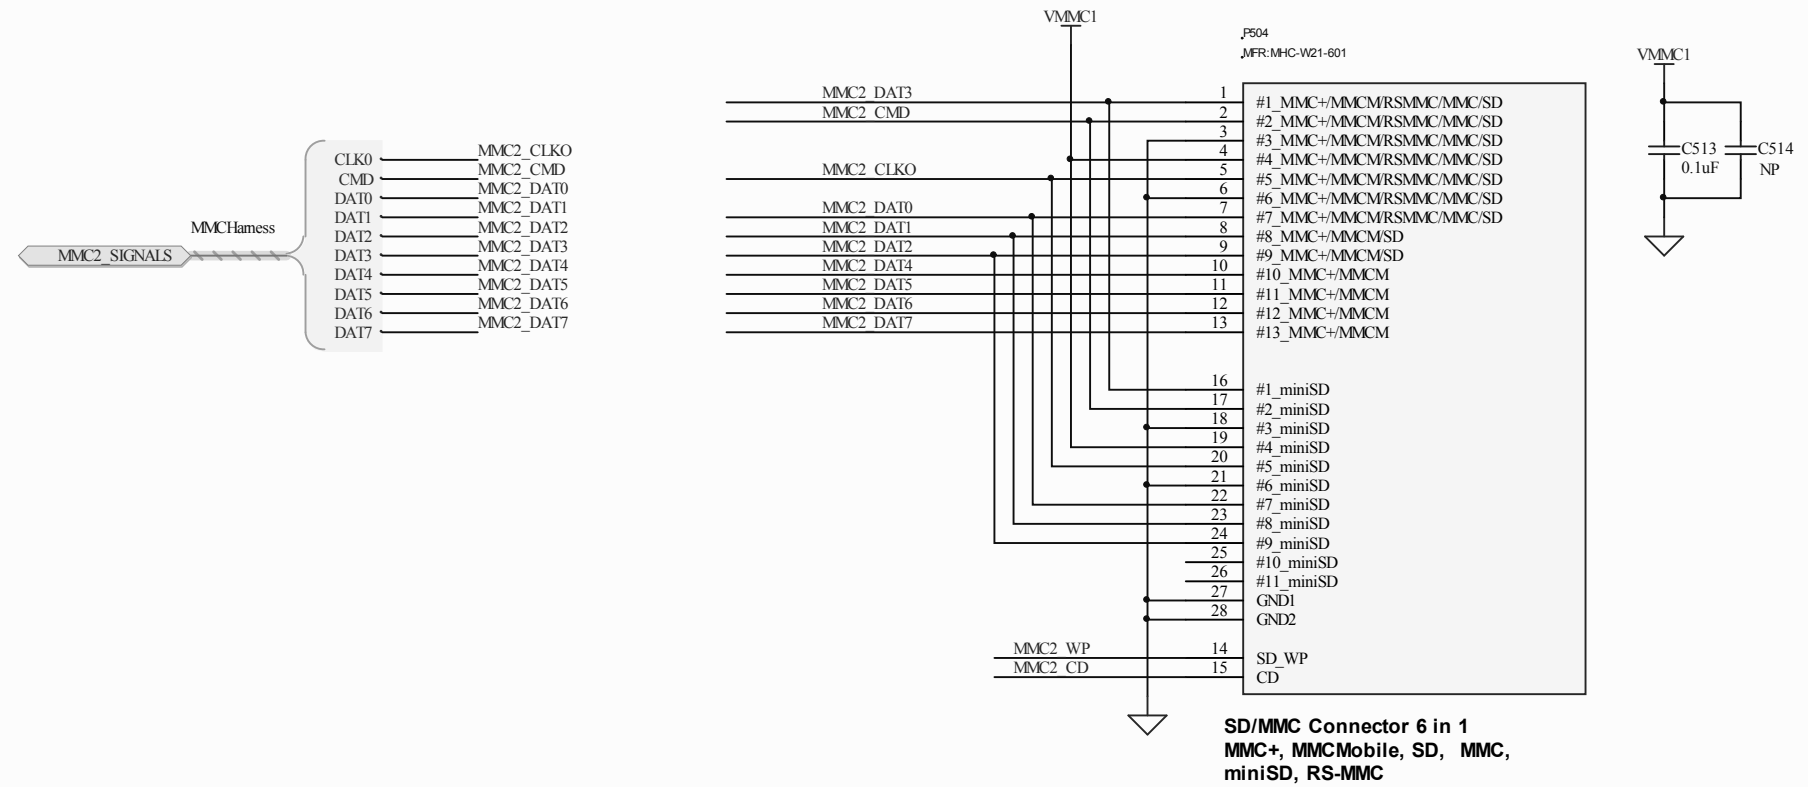 MMC2_SIGNALS
MMCHarness
CLK0 MMC2_CLKO
CMD MMC2_CMD
DAT0 MMC2_DAT0
DAT1 MMC2_DAT1
DAT2 MMC2_DAT2
DAT3 MMC2_DAT3
DAT4 MMC2_DAT4
DAT5 MMC2_DAT5
DAT6 MMC2_DAT6
DAT7 MMC2_DAT7
VMMC1
P504
MFR:MHC-W21-601
MMC2_DAT3 1 #1_MMC+/MMCM/RSMMC/MMC/SD
MMC2_CMD 2 #2_MMC+/MMCM/RSMMC/MMC/SD
3 #3_MMC+/MMCM/RSMMC/MMC/SD
4 #4_MMC+/MMCM/RSMMC/MMC/SD
MMC2_CLKO 5 #5_MMC+/MMCM/RSMMC/MMC/SD
6 #6_MMC+/MMCM/RSMMC/MMC/SD
MMC2_DAT0 7 #7_MMC+/MMCM/RSMMC/MMC/SD
MMC2_DAT1 8 #8_MMC+/MMCM/SD
MMC2_DAT2 9 #9_MMC+/MMCM/SD
MMC2_DAT4 10 #10_MMC+/MMCM
MMC2_DAT5 11 #11_MMC+/MMCM
MMC2_DAT6 12 #12_MMC+/MMCM
MMC2_DAT7 13 #13_MMC+/MMCM
16 #1_miniSD
17 #2_miniSD
18 #3_miniSD
19 #4_miniSD
20 #5_miniSD
21 #6_miniSD
22 #7_miniSD
23 #8_miniSD
24 #9_miniSD
25 #10_miniSD
26 #11_miniSD
27 GND1
28 GND2
MMC2_WP 14 SD_WP
MMC2_CD 15 CD
SD/MMC Connector 6 in 1
MMC+, MMCMobile, SD, MMC,
miniSD, RS-MMC
VMMC1
C513 C514
0.1uF NP